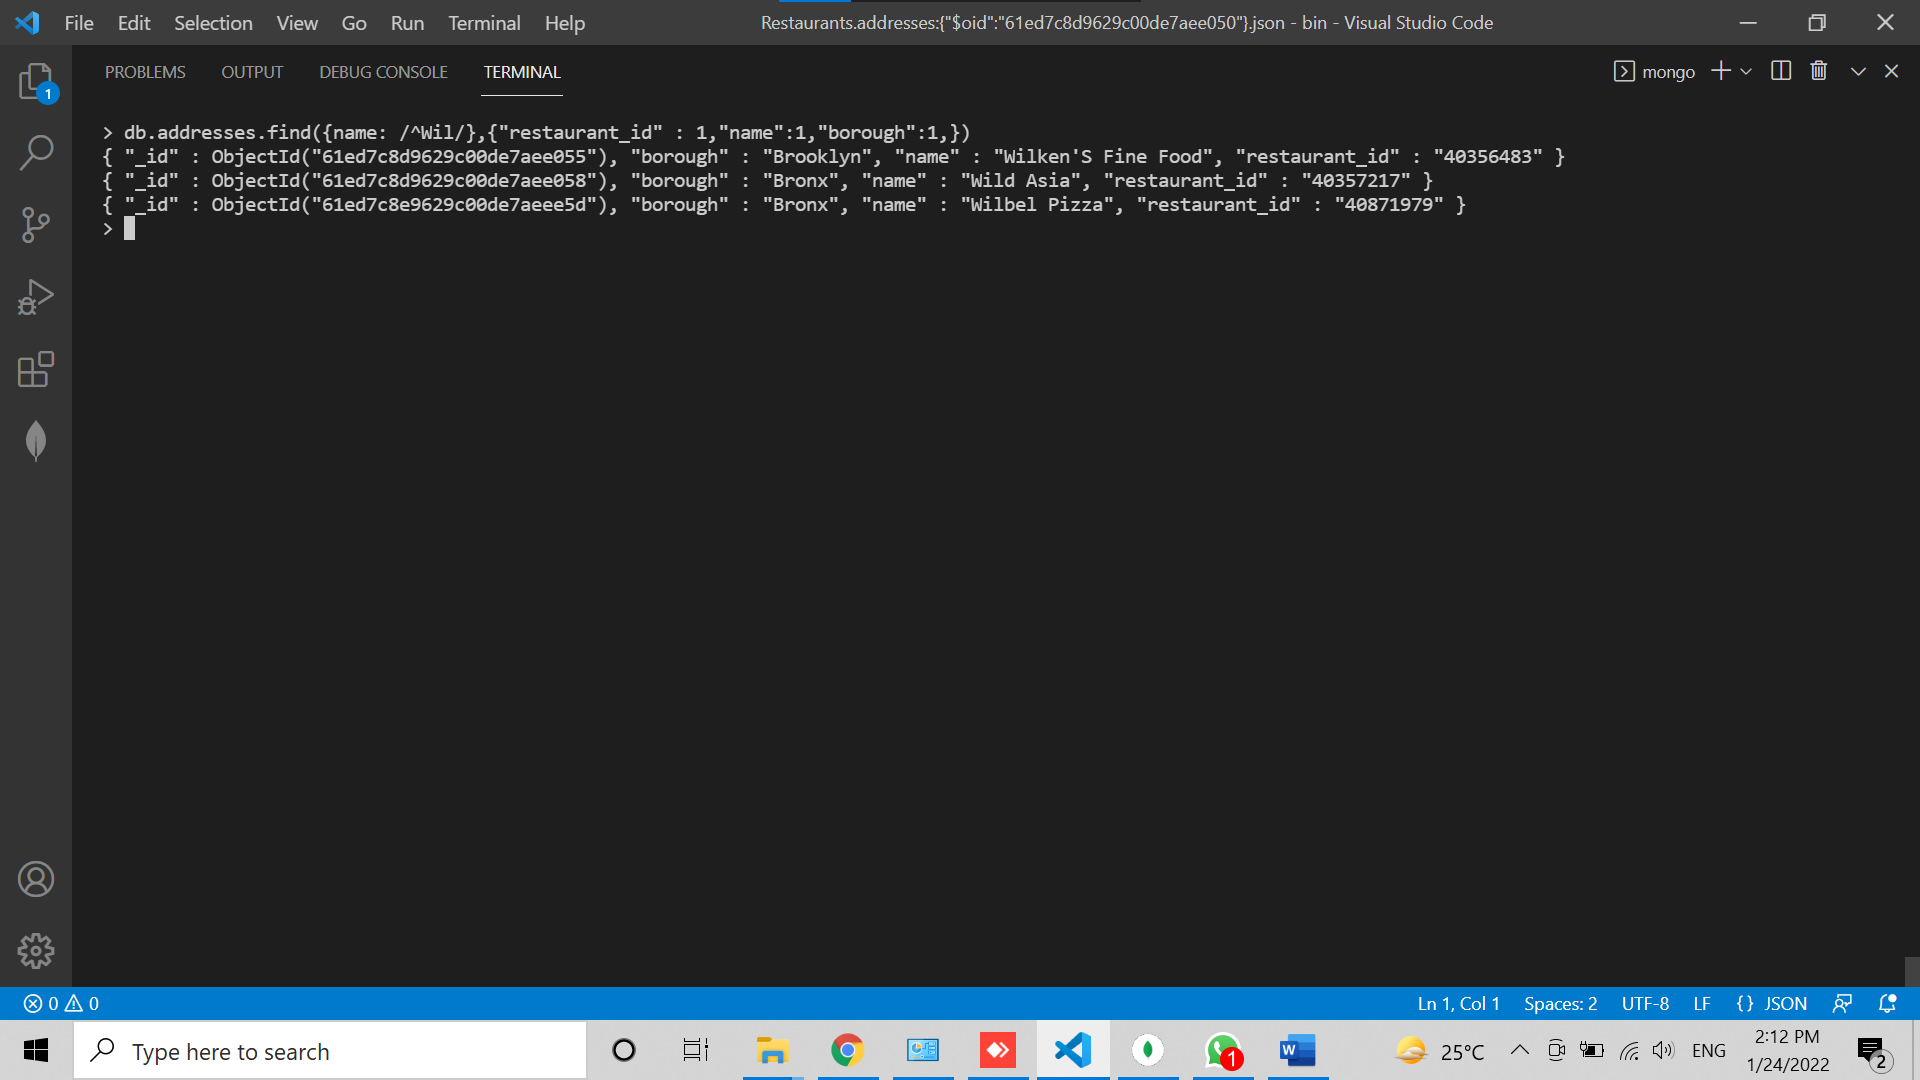 File Edit Selection View Go Run Terminal Help Restaurants.addresses:{"$oid":"61ed7c8d9629c00de7aee050"}.json - bin - Visual Studio Code
PROBLEMS OUTPUT DEBUG CONSOLE TERMINAL mongo
1
> db.addresses.find({name: /^Wil/},{"restaurant_id" : 1,"name":1,"borough":1,})
{ "_id" : ObjectId("61ed7c8d9629c00de7aee055"), "borough" : "Brooklyn", "name" : "Wilken'S Fine Food", "restaurant_id" : "40356483" }
{ "_id" : ObjectId("61ed7c8d9629c00de7aee058"), "borough" : "Bronx", "name" : "Wild Asia", "restaurant_id" : "40357217" }
{ "_id" : ObjectId("61ed7c8e9629c00de7aeee5d"), "borough" : "Bronx", "name" : "Wilbel Pizza", "restaurant_id" : "40871979" }
>
0 0 Ln 1, Col 1 Spaces: 2 UTF-8 LF {} JSON
Type here to search W 1 25°C ENG 2:12 PM
1/24/2022 2